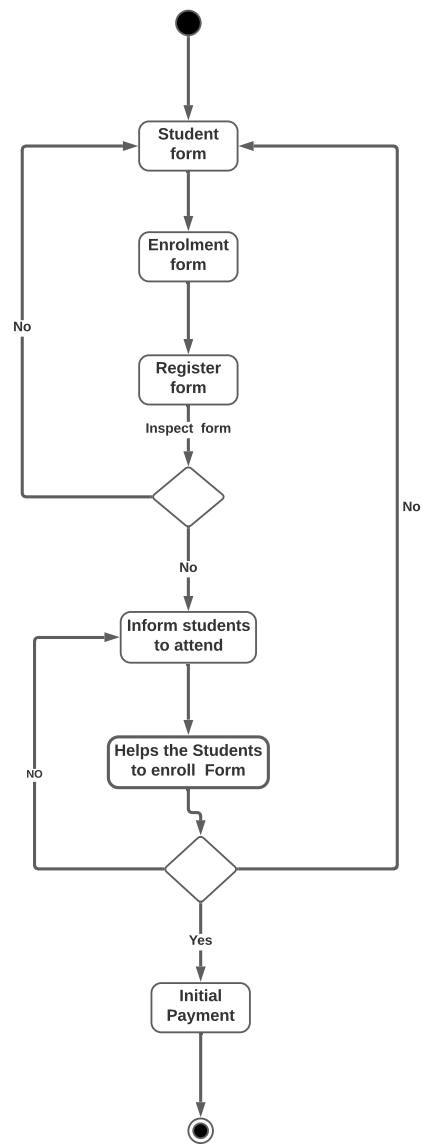 Student
form
Enrolment
form
No
Register
form
Inspect  form
No
No
Inform students
to attend
Helps the Students
to enroll  Form
NO
Yes
Initial
Payment